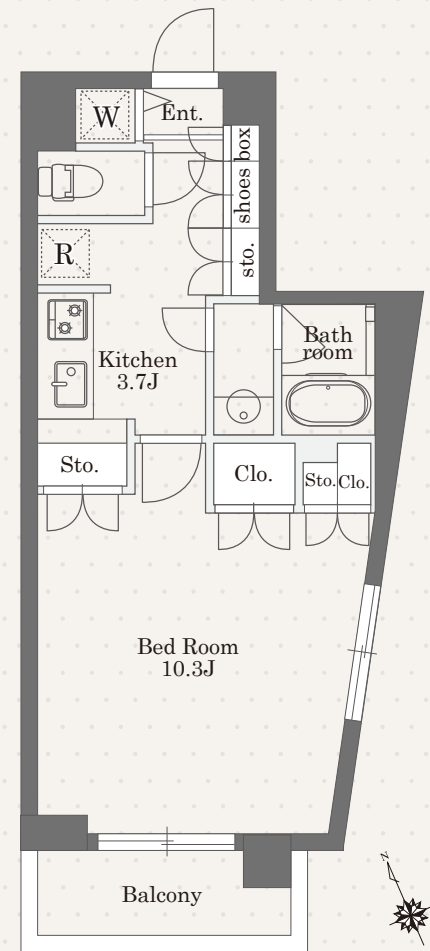 W
Ent.
shoes box
R
sto.
Kitchen
3.7J
Bath
room
Sto.
Clo.
Sto.
Clo.
Bed Room
10.3J
Balcony
N